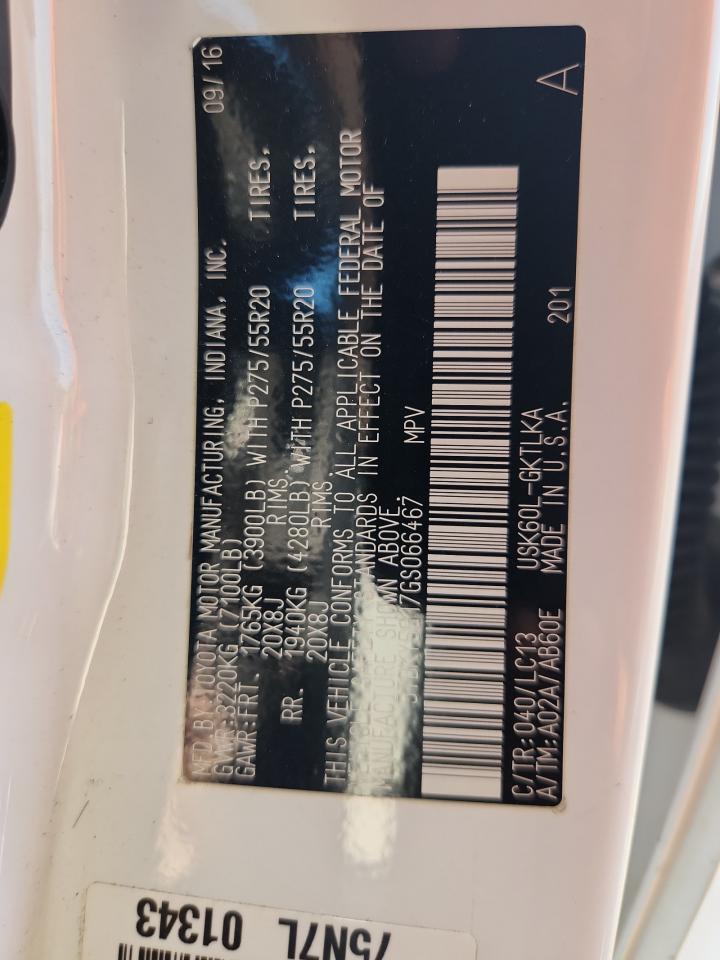 MFD. BY: TOYOTA MOTOR MANUFACTURING, INDIANA, INC. 09/16
GVWR:3220KG (7100LB)
GAWR:FRT. 1765KG (3900LB) WITH P275/55R20 TIRES,
20X8J RIMS.
RR. 1940KG (4280LB) WITH P275/55R20 TIRES,
20X8J RIMS.
THIS VEHICLE CONFORMS TO ALL APPLICABLE FEDERAL MOTOR
STANDARDS IN EFFECT ON THE DATE OF
MANUFACTURE SHOWN ABOVE.
7GS066467 MPV
C/TR:040/LC13 USK60L-GKTLKA 201 A
A/TM:A02A/AB60E MADE IN U.S.A.
75N7L
01343